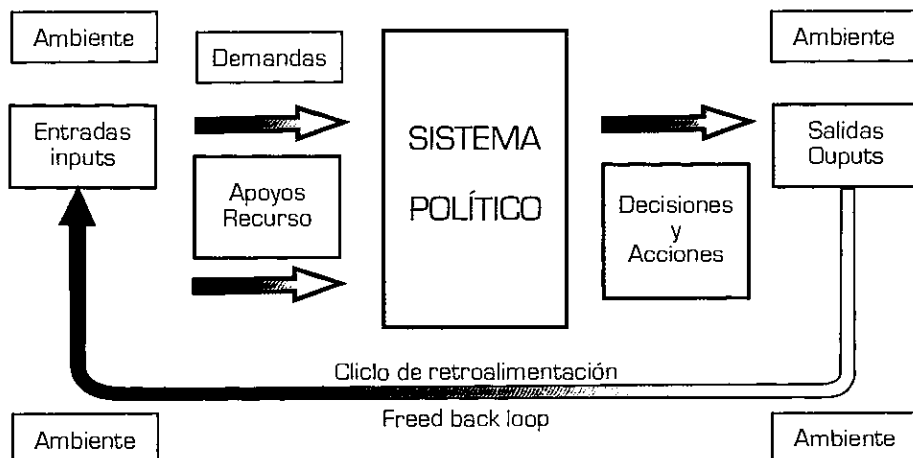 Ambiente
Demandas
Ambiente
Entradas
inputs
SISTEMA
POLÍTICO
Salidas
Ouputs
Apoyos
Recurso
Decisiones
y
Acciones
Cliclo de retroalimentación
Freed back loop
Ambiente
Ambiente